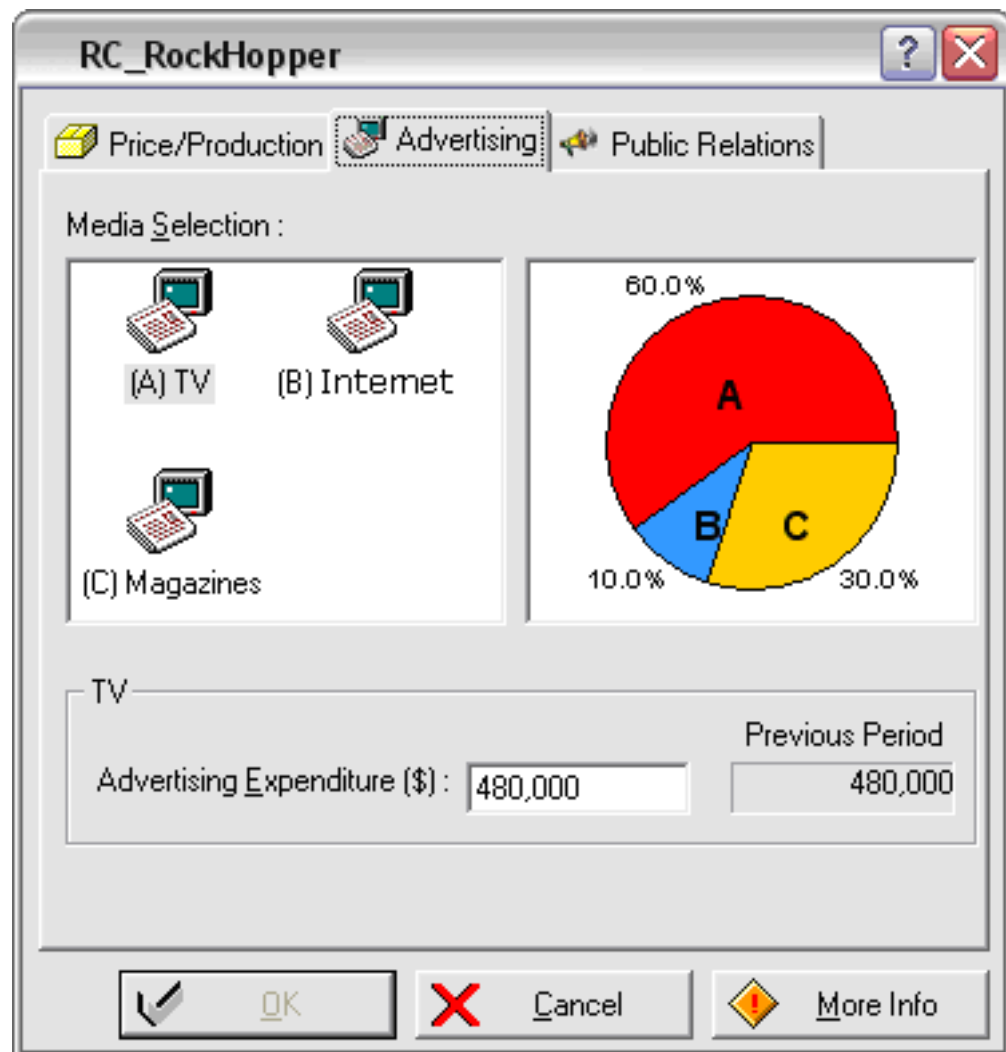 RC_RockHopper
?
Price/Production Advertising Public Relations
Media Selection :
(A) TV (B) Internet
(C) Magazines
60.0%
A
B C
10.0% 30.0%
TV
Previous Period
Advertising Expenditure ($) : 480,000 480,000
OK Cancel ! More Info